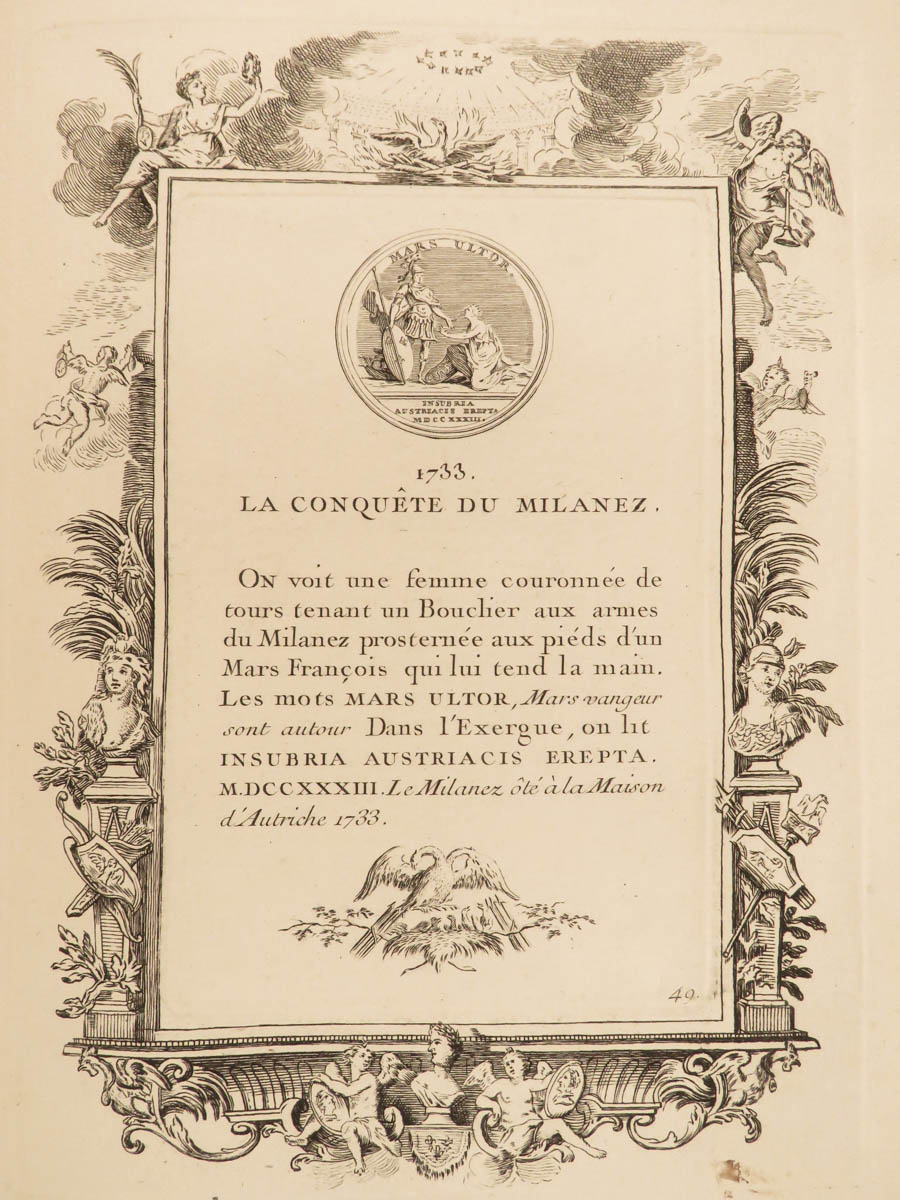 MARS ULTOR
INSUBRIA
AUSTRIACIS EREPTA
MDCCXXXIII.
1733.
LA CONQUÊTE DU MILANEZ.
ON voit une femme couronnée de
tours tenant un Bouclier aux armes
du Milanez prosternée aux piéds d'un
Mars François qui lui tend la main.
Les mots MARS ULTOR, Mars vangeur
sont autour Dans l'Exergue, on lit
INSUBRIA AUSTRIACIS EREPTA.
M.DCCXXXIII. Le Milanez ôté à la Maison
d'Autriche 1733.
49.